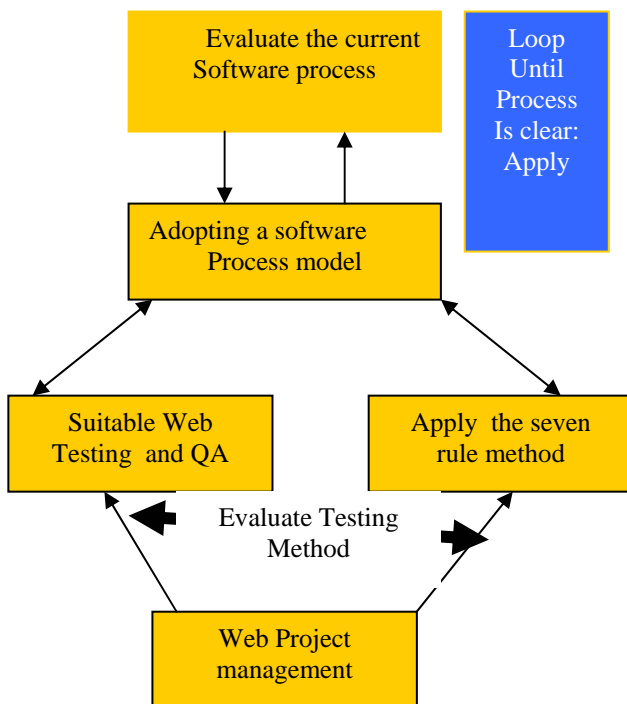 Evaluate the current
Software process
Loop
Until
Process
Is clear:
Apply
Adopting a software
Process model
Suitable Web
Testing and QA
Apply the seven
rule method
Evaluate Testing
Method
Web Project
management